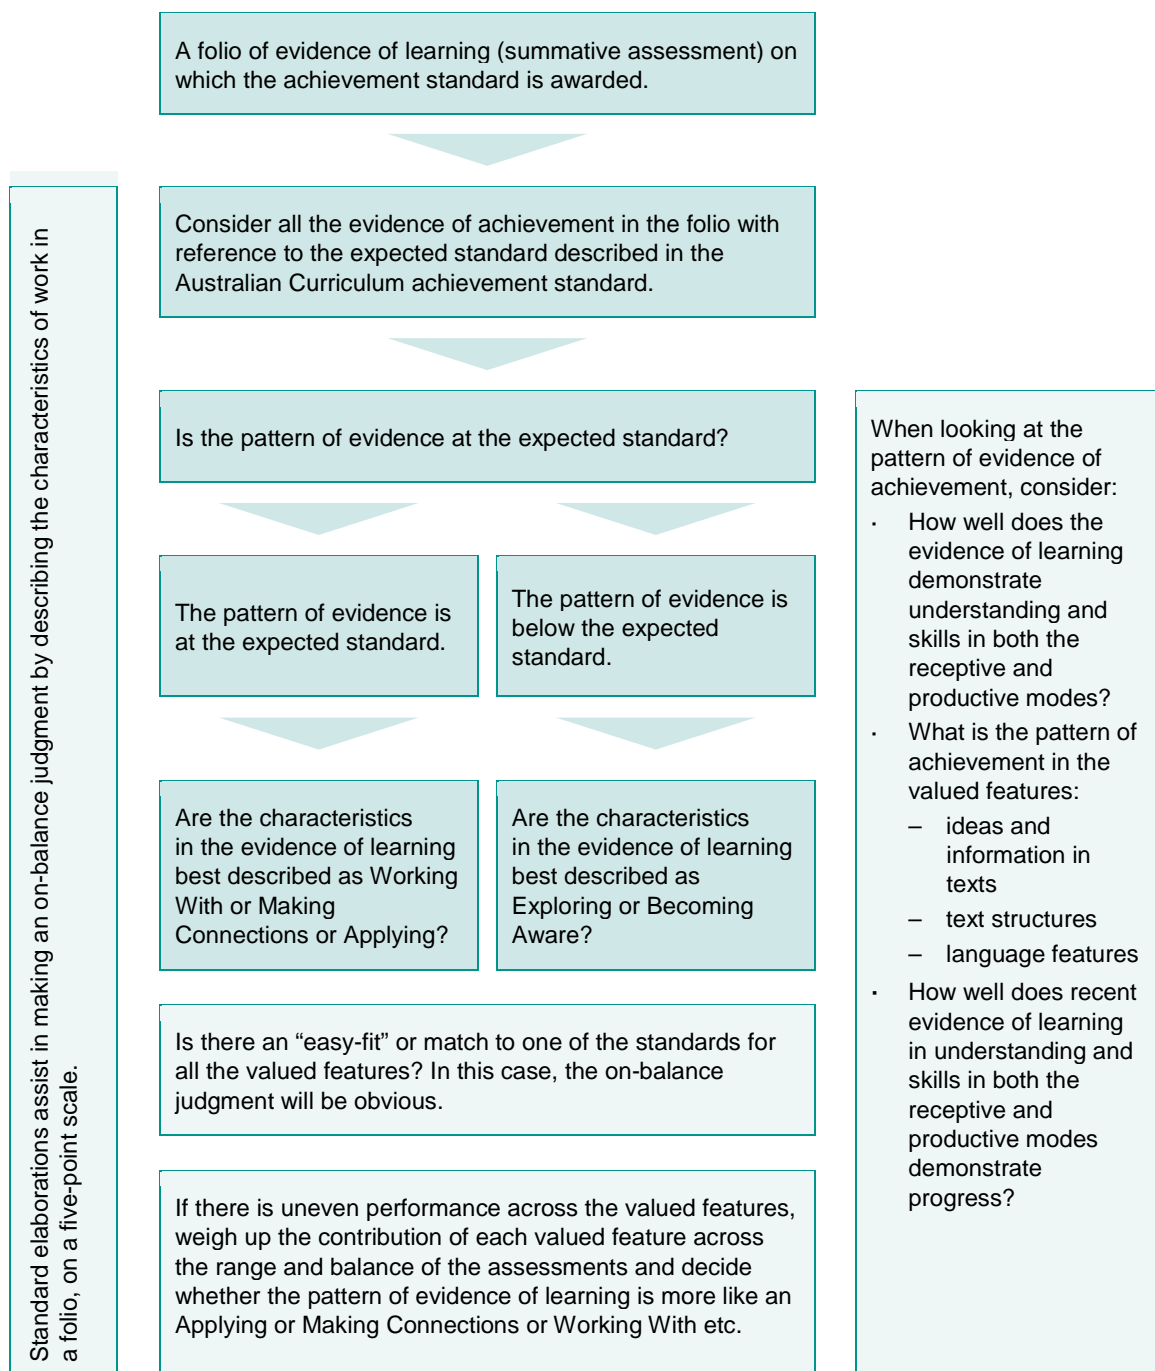 A folio of evidence of learning (summative assessment) on
which the achievement standard is awarded.
Standard elaborations assist in making an on-balance judgment by describing the characteristics of work in
a folio, on a five-point scale.
Consider all the evidence of achievement in the folio with
reference to the expected standard described in the
Australian Curriculum achievement standard.
Is the pattern of evidence at the expected standard?
The pattern of evidence is
at the expected standard.
The pattern of evidence is
below the expected
standard.
Are the characteristics
in the evidence of learning
best described as Working
With or Making
Connections or Applying?
Are the characteristics
in the evidence of learning
best described as
Exploring or Becoming
Aware?
Is there an “easy-fit” or match to one of the standards for
all the valued features? In this case, the on-balance
judgment will be obvious.
If there is uneven performance across the valued features,
weigh up the contribution of each valued feature across
the range and balance of the assessments and decide
whether the pattern of evidence of learning is more like an
Applying or Making Connections or Working With etc.
When looking at the
pattern of evidence of
achievement, consider:
· How well does the
evidence of learning
demonstrate
understanding and
skills in both the
receptive and
productive modes?
· What is the pattern of
achievement in the
valued features:
– ideas and
information in
texts
– text structures
– language features
· How well does recent
evidence of learning
in understanding and
skills in both the
receptive and
productive modes
demonstrate
progress?